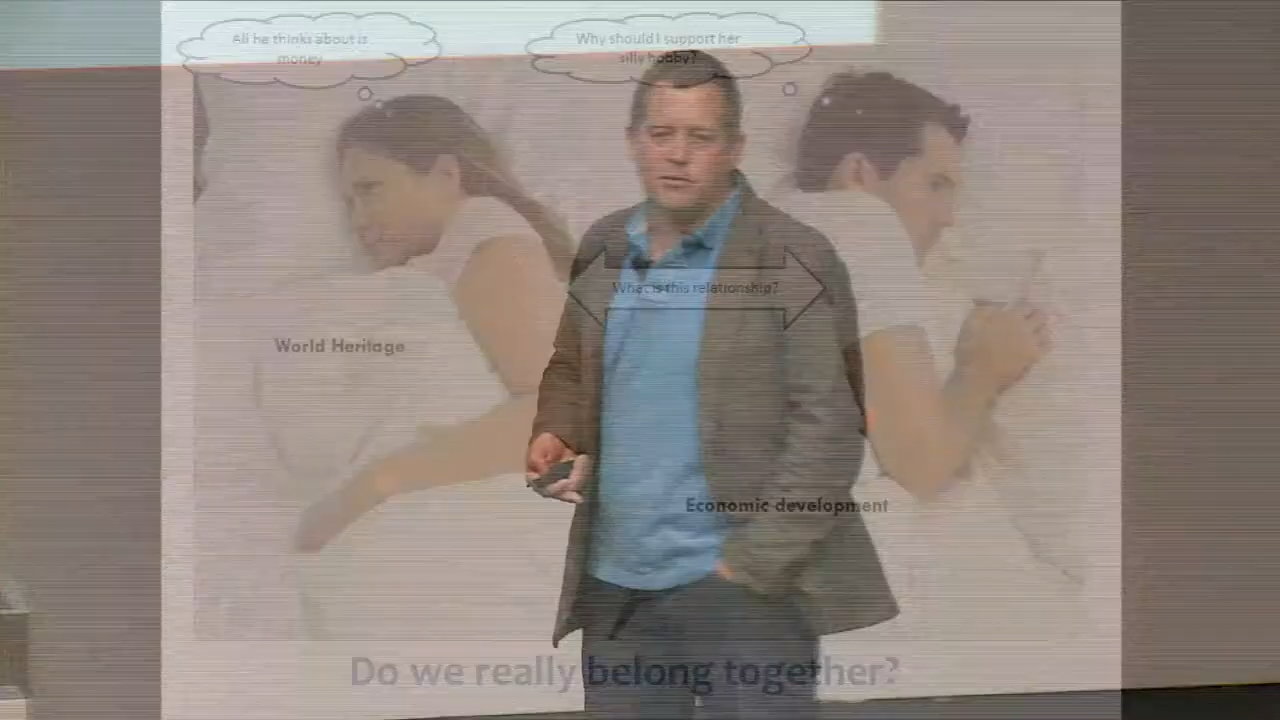 All he thinks about is
money
Why should I support her
silly hobby?
What is this relationship?
World Heritage
Economic development
Do we really belong together?